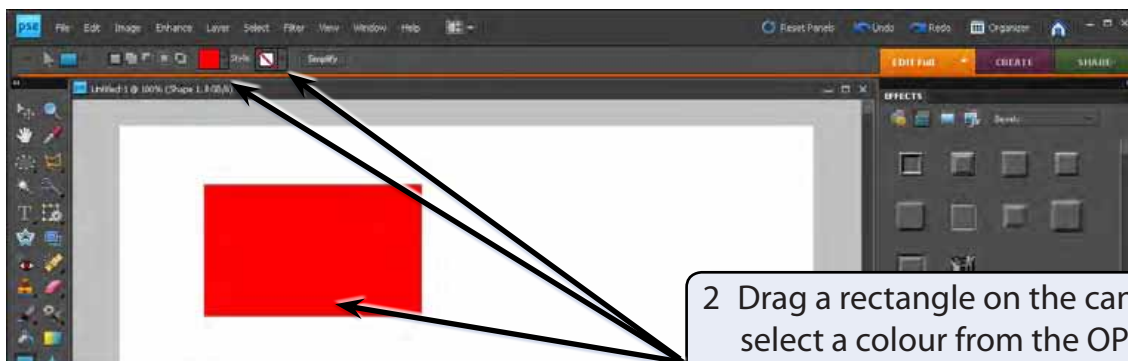 pse File Edit Image Enhance Layer Select Filter View Window Help Reset Panels Undo Redo Organizer
Style Simplify EDIT Full CREATE SHARE
Untitled-1 @ 100% (Shape 1, RGB/8)
EFFECTS
Bevels
2 Drag a rectangle on the can
select a colour from the OP